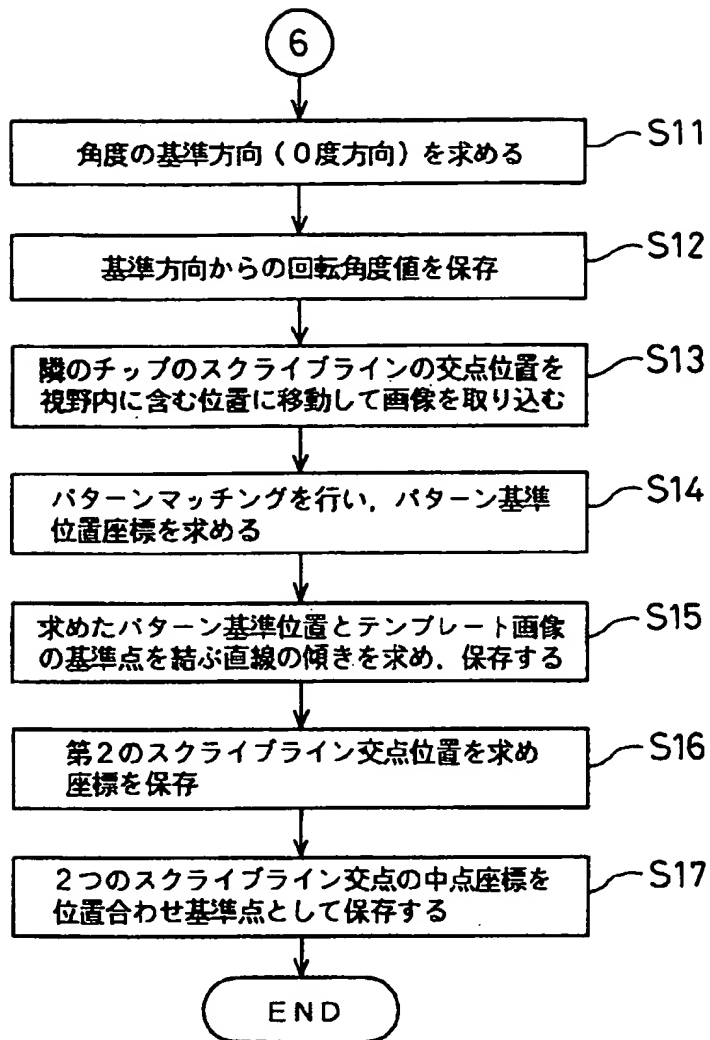 6
角度の基準方向(0度方向)を求める
S11
基準方向からの回転角度値を保存
S12
隣のチップのスクライブラインの交点位置を
視野内に含む位置に移動して画像を取り込む
S13
パターンマッチングを行い，パターン基準
位置座標を求める
S14
求めたパターン基準位置とテンプレート画像
の基準点を結ぶ直線の傾きを求め，保存する
S15
第2のスクライブライン交点位置を求め
座標を保存
S16
2つのスクライブライン交点の中点座標を
位置合わせ基準点として保存する
S17
END